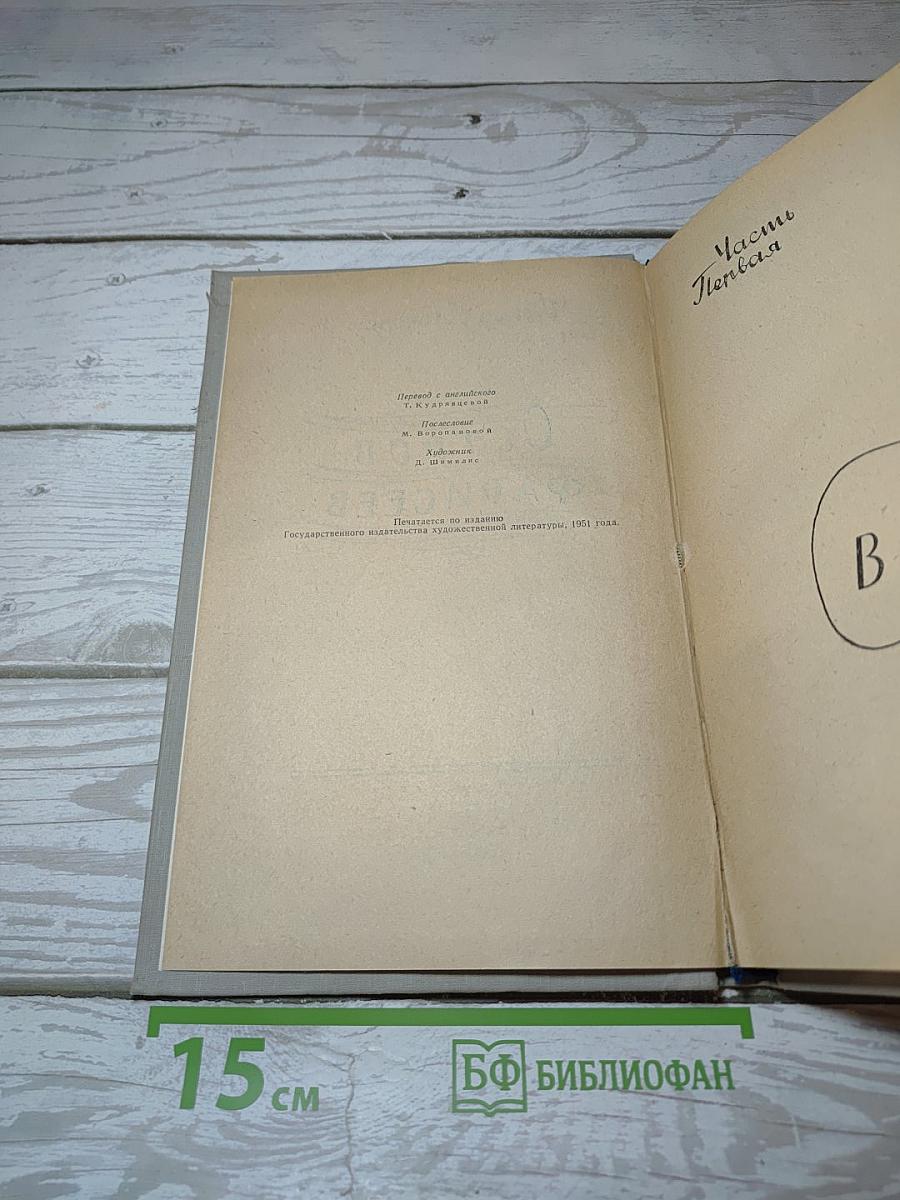 Перевод с английского
Т. Кудрявцевой
Послесловие
М. Воропановой
Художник
Д. Шимилис
Печатается по изданию
Государственного издательства художественной литературы, 1951 года.
Часть
Первая
В
15 см
БФ БИБЛИОФАН